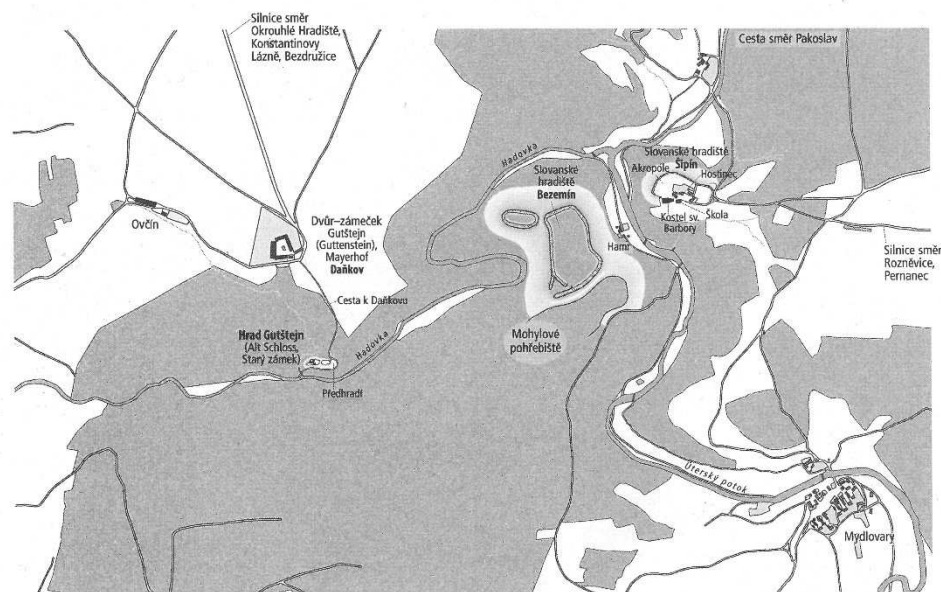 Silnice směr
Okrouhlé Hradiště,
Konstantinovy
Lázně, Bezdružice
Cesta směr Pakoslav
Hadovka
Slovanské
hradiště
Bezemín
Slovanské hradiště
Šipín
Akropole
Hostinec
Kostel sv.
Barbory
Škola
Ovčín
Dvůr–zámeček
Gutštejn
(Guttenstein),
Mayerhof
Daňkov
Hamr
Silnice směr
Rozněvice,
Pernanec
Cesta k Daňkovu
Mohylové
pohřebiště
Hrad Gutštejn
(Alt Schloss,
Starý zámek)
Hadovka
Předhradí
Úterský potok
Mydlovary